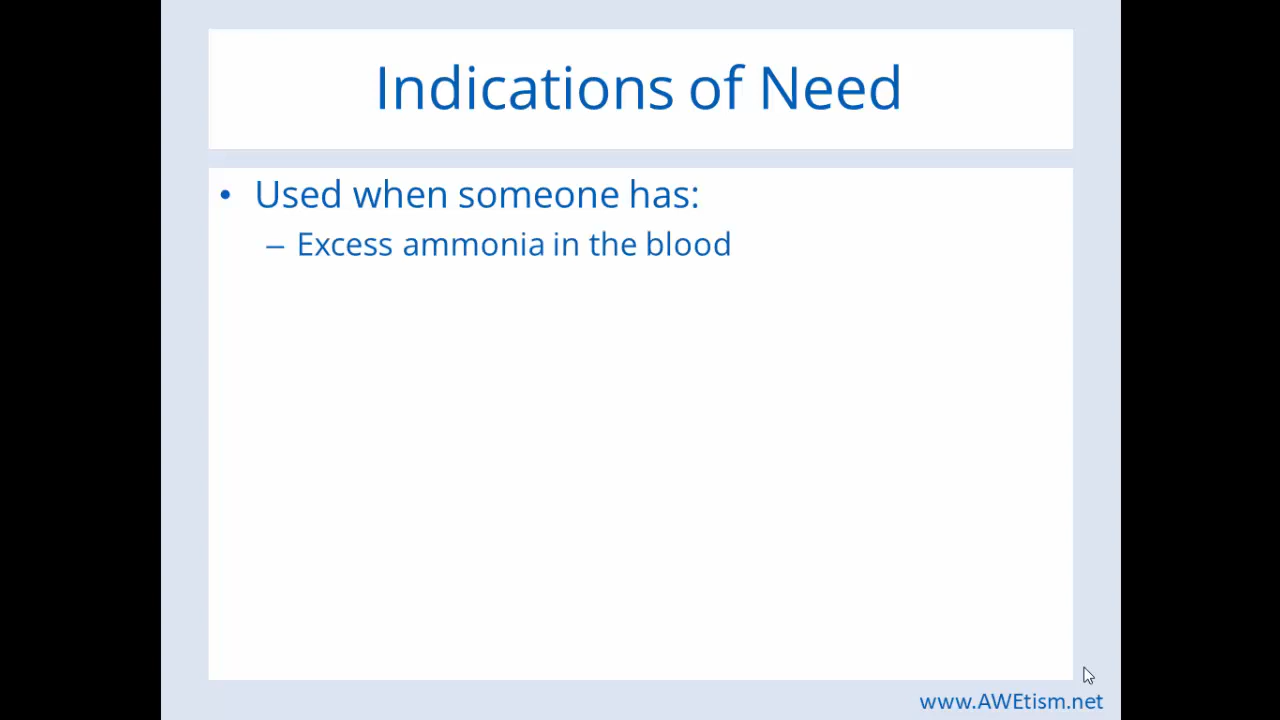 Indications of Need
• Used when someone has:
– Excess ammonia in the blood
www.AWEtism.net